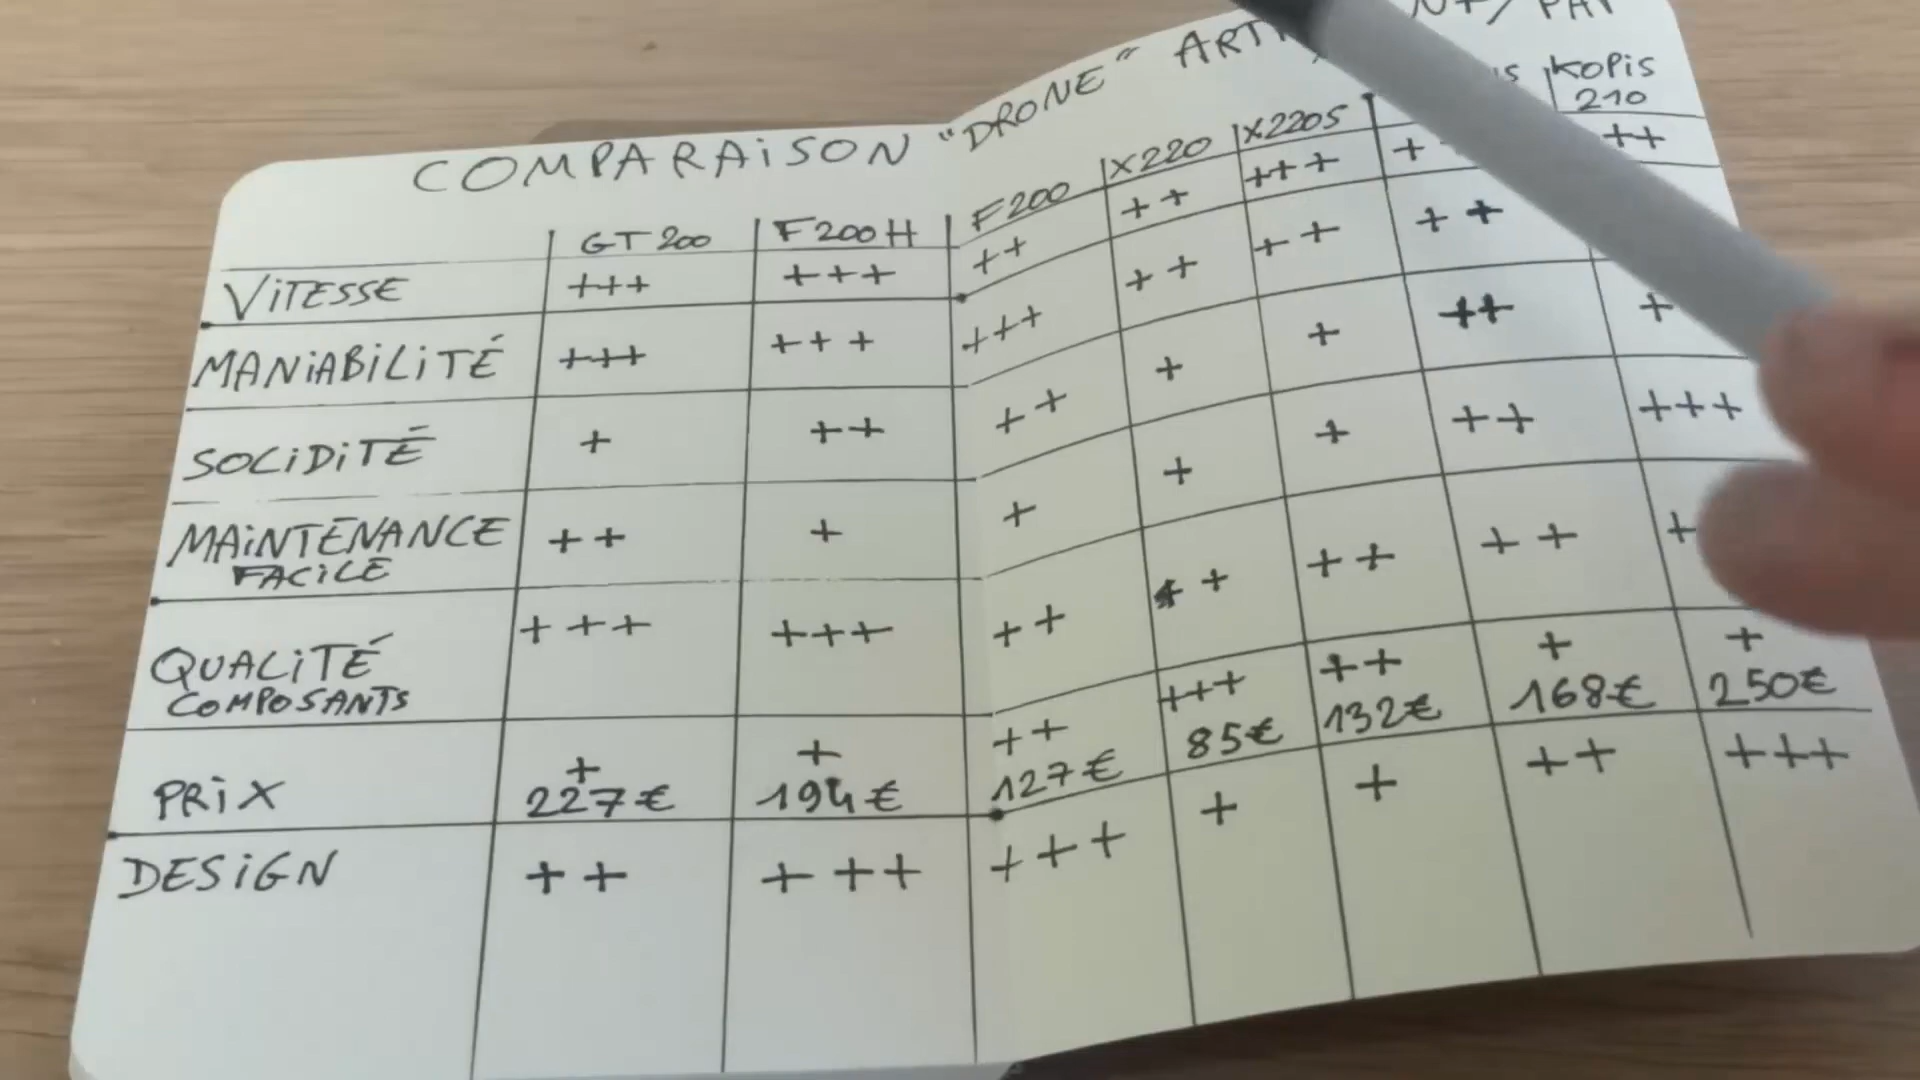 COMPARAiSON "DRONE"
GT 200 | F200H | F200 | X220 | X220S | KOPiS 210
ViTESSE +++ +++ ++ ++ +++ + ++
MANiABiLiTÉ +++ +++ +++ ++ ++ ++
SOLiDiTÉ + ++ ++ + + ++ +
MAiNTENANCE FACiLE ++ + + + + ++ +++
QUALiTÉ COMPOSANTS +++ +++ ++ ++ ++ ++ +
PRiX + + ++ +++ ++ + +
227€ 194€ 127€ 85€ 132€ 168€ 250€
DESiGN ++ +++ +++ + + ++ +++